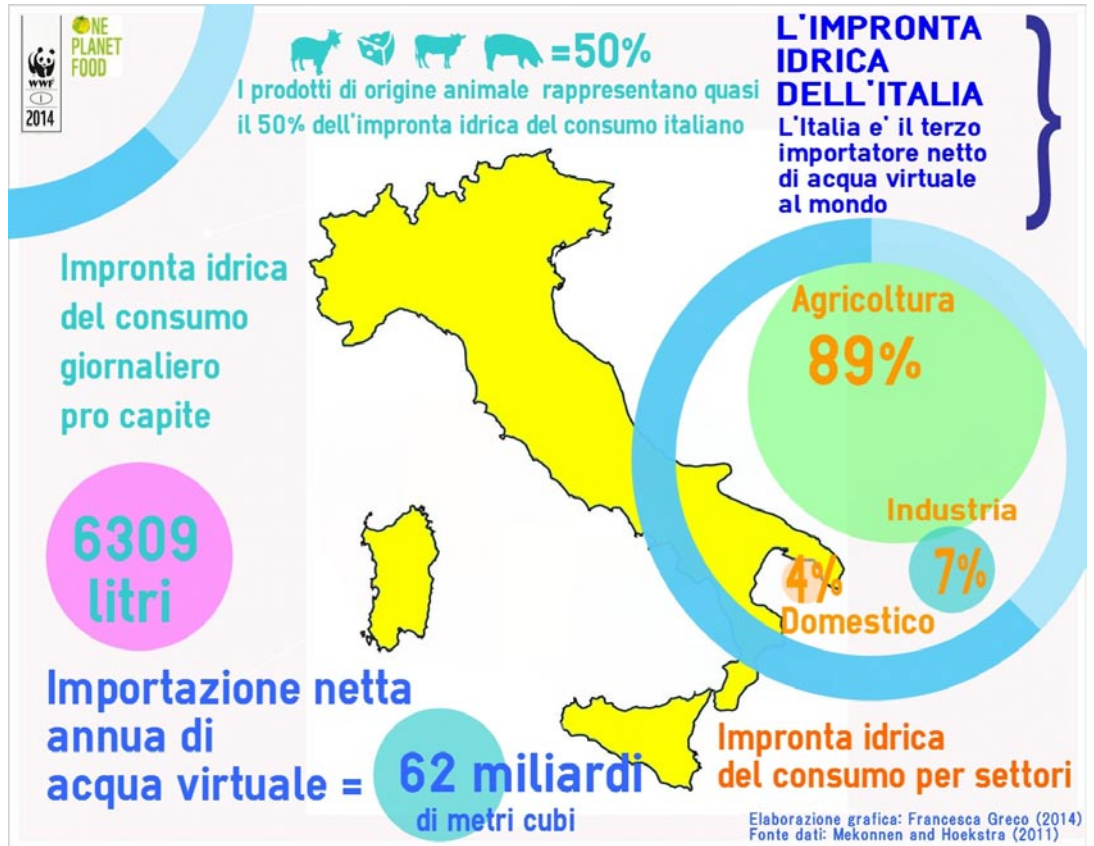 ONE
PLANET
FOOD
WWF
I
2014
=50%
I prodotti di origine animale rappresentano quasi
il 50% dell'impronta idrica del consumo italiano
L'IMPRONTA
IDRICA
DELL'ITALIA
L'Italia e' il terzo
importatore netto
di acqua virtuale
al mondo
Impronta idrica
del consumo
giornaliero
pro capite
6309
litri
Agricoltura
89%
Industria
7%
4%
Domestico
Importazione netta
annua di
acqua virtuale = 62 miliardi
di metri cubi
Impronta idrica
del consumo per settori
Elaborazione grafica: Francesca Greco (2014)
Fonte dati: Mekonnen and Hoekstra (2011)